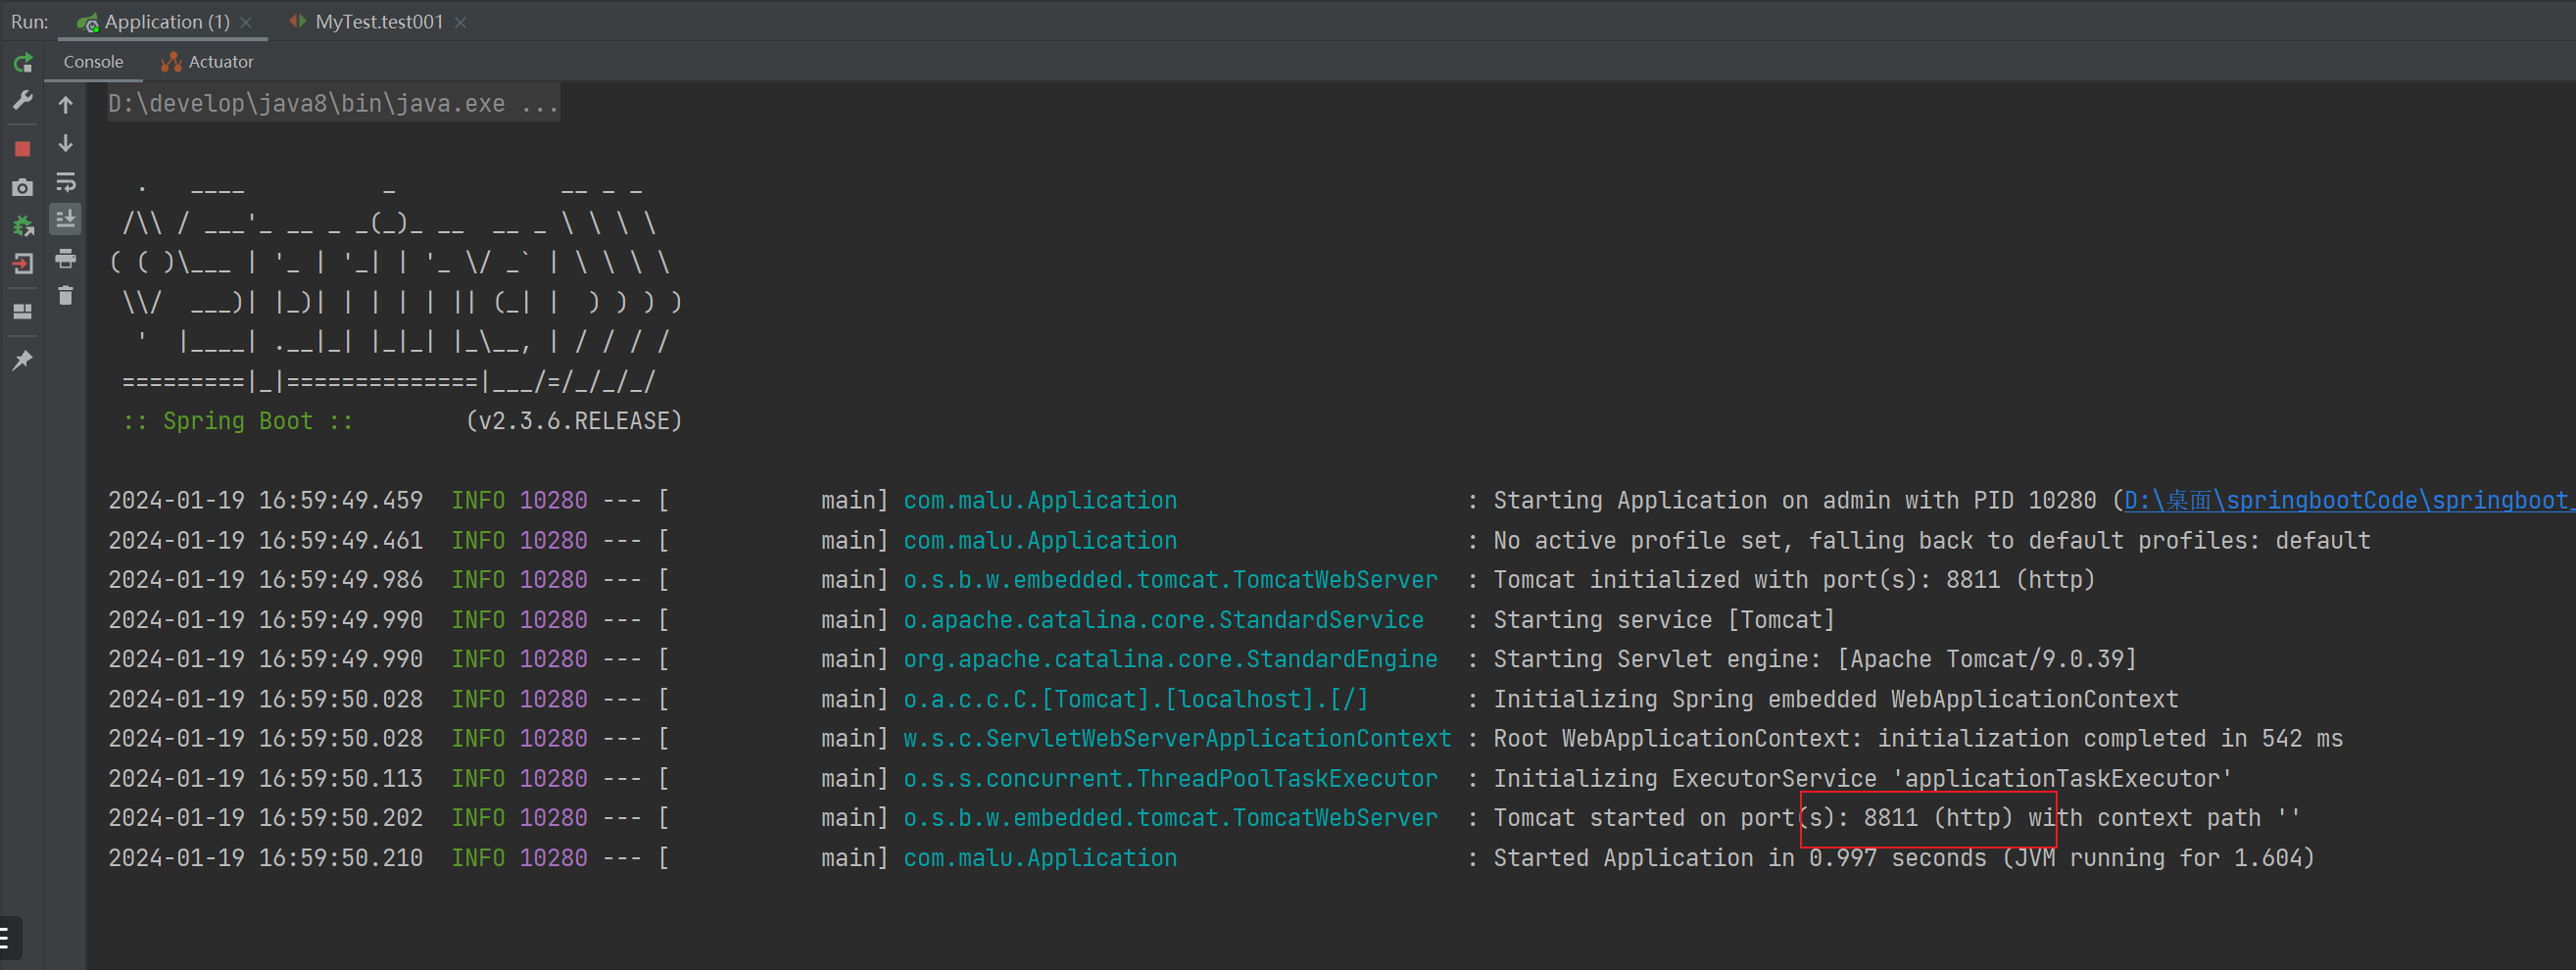 Run: Application (1) × MyTest.test001 ×
Console Actuator
D:\develop\java8\bin\java.exe ...
  .   ____          _            __ _ _
 /\\ / ___'_ __ _ _(_)_ __  __ _ \ \ \ \
( ( )\___ | '_ | '_| | '_ \/ _` | \ \ \ \
 \\/  ___)| |_)| | | | | || (_| |  ) ) ) )
  '  |____| .__|_| |_|_| |_\__, | / / / /
 =========|_|==============|___/=/_/_/_/
 :: Spring Boot ::        (v2.3.6.RELEASE)
2024-01-19 16:59:49.459  INFO 10280 --- [           main] com.malu.Application                     : Starting Application on admin with PID 10280 (D:\桌面\springbootCode\springboot_
2024-01-19 16:59:49.461  INFO 10280 --- [           main] com.malu.Application                     : No active profile set, falling back to default profiles: default
2024-01-19 16:59:49.986  INFO 10280 --- [           main] o.s.b.w.embedded.tomcat.TomcatWebServer  : Tomcat initialized with port(s): 8811 (http)
2024-01-19 16:59:49.990  INFO 10280 --- [           main] o.apache.catalina.core.StandardService   : Starting service [Tomcat]
2024-01-19 16:59:49.990  INFO 10280 --- [           main] org.apache.catalina.core.StandardEngine  : Starting Servlet engine: [Apache Tomcat/9.0.39]
2024-01-19 16:59:50.028  INFO 10280 --- [           main] o.a.c.c.C.[Tomcat].[localhost].[/]       : Initializing Spring embedded WebApplicationContext
2024-01-19 16:59:50.028  INFO 10280 --- [           main] w.s.c.ServletWebServerApplicationContext : Root WebApplicationContext: initialization completed in 542 ms
2024-01-19 16:59:50.113  INFO 10280 --- [           main] o.s.s.concurrent.ThreadPoolTaskExecutor  : Initializing ExecutorService 'applicationTaskExecutor'
2024-01-19 16:59:50.202  INFO 10280 --- [           main] o.s.b.w.embedded.tomcat.TomcatWebServer  : Tomcat started on port(s): 8811 (http) with context path ''
2024-01-19 16:59:50.210  INFO 10280 --- [           main] com.malu.Application                     : Started Application in 0.997 seconds (JVM running for 1.604)